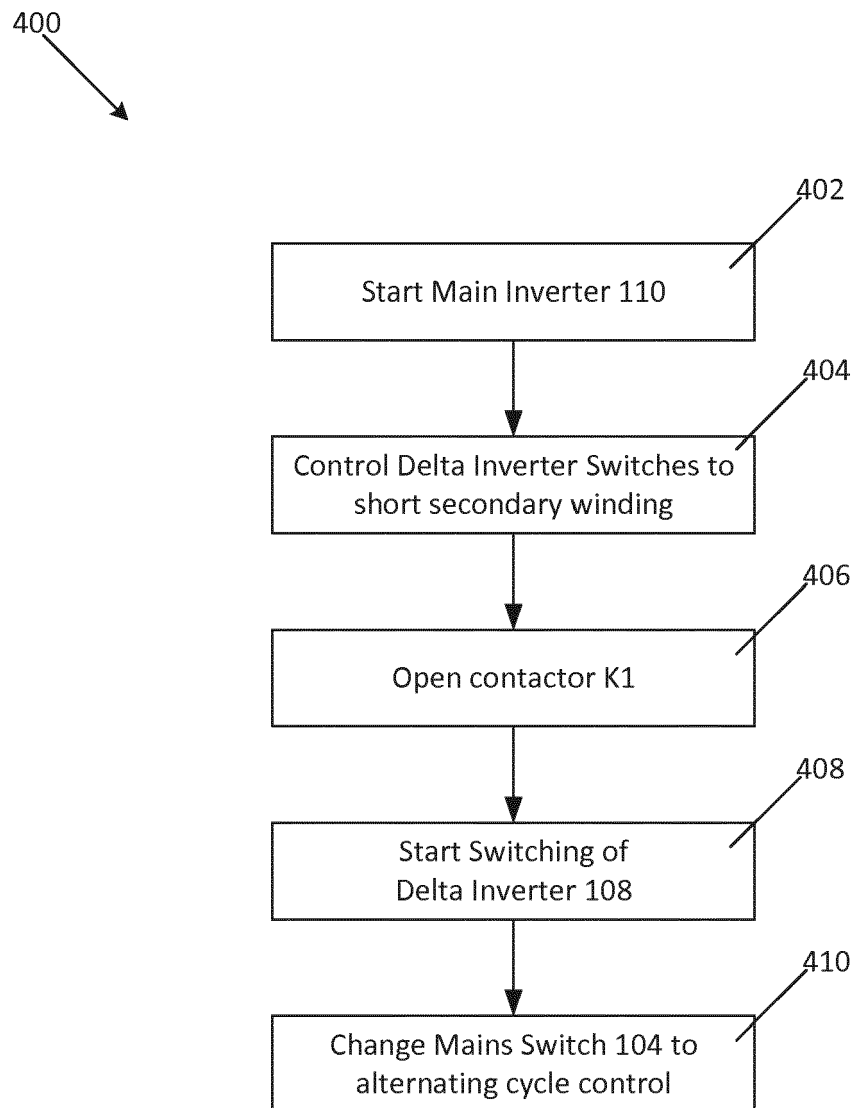 400
402
Start Main Inverter 110
404
Control Delta Inverter Switches to
short secondary winding
406
Open contactor K1
408
Start Switching of
Delta Inverter 108
410
Change Mains Switch 104 to
alternating cycle control